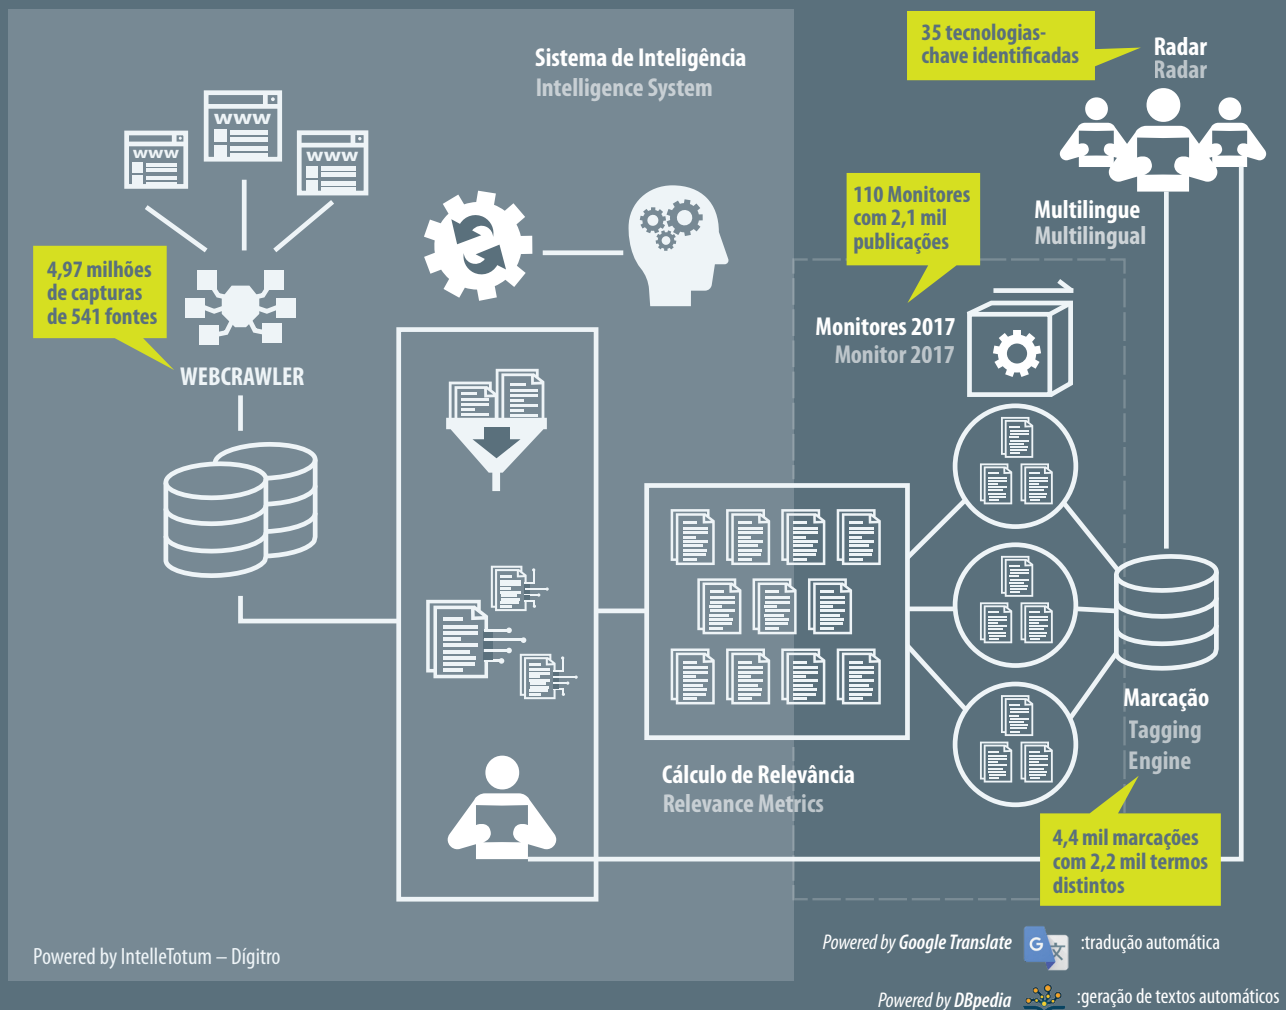 35 tecnologias-
chave identificadas
Radar
Radar
Sistema de Inteligência
Intelligence System
www
www
www
110 Monitores
com 2,1 mil
publicações
Multilingue
Multilingual
4,97 milhões
de capturas
de 541 fontes
WEBCRAWLER
Monitores 2017
Monitor 2017
Marcação
Tagging
Engine
Cálculo de Relevância
Relevance Metrics
4,4 mil marcações
com 2,2 mil termos
distintos
Powered by IntelleTotum – Dígitro
Powered by Google Translate G 文 :tradução automática
Powered by DBpedia :geração de textos automáticos